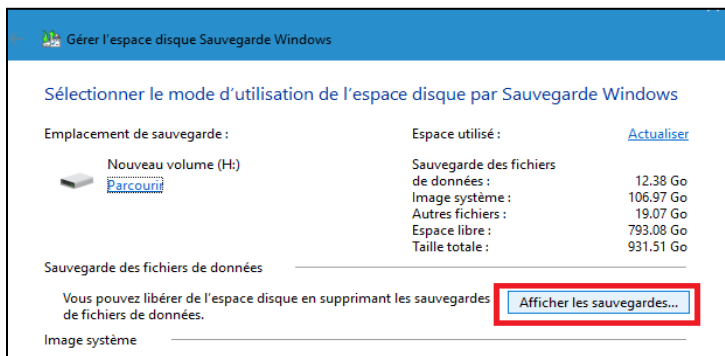 Gérer l'espace disque Sauvegarde Windows
Sélectionner le mode d'utilisation de l'espace disque par Sauvegarde Windows
Emplacement de sauvegarde :
Nouveau volume (H:)
Parcourir
Espace utilisé :
Actualiser
Sauvegarde des fichiers
de données : 12.38 Go
Image système : 106.97 Go
Autres fichiers : 19.07 Go
Espace libre : 793.08 Go
Taille totale : 931.51 Go
Sauvegarde des fichiers de données
Vous pouvez libérer de l'espace disque en supprimant les sauvegardes
de fichiers de données.
Afficher les sauvegardes...
Image système